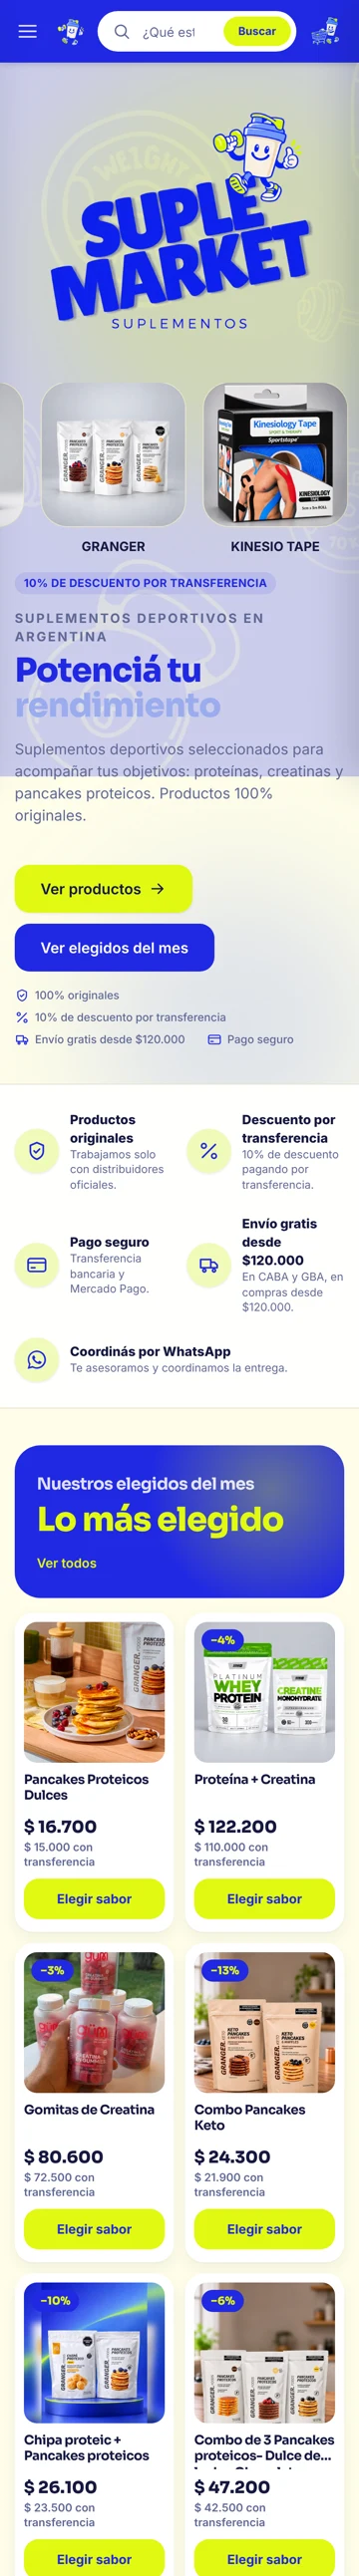 ¿Qué est
Buscar
WEIGHT
SUPLE
MARKET
SUPLEMENTOS
GRANGER
KINESIO TAPE
10% DE DESCUENTO POR TRANSFERENCIA
SUPLEMENTOS DEPORTIVOS EN
ARGENTINA
Potenciá tu
rendimiento
Suplementos deportivos seleccionados para
acompañar tus objetivos: proteínas, creatinas y
pancakes proteicos. Productos 100%
originales.
Ver productos →
Ver elegidos del mes
100% originales
10% de descuento por transferencia
Envío gratis desde $120.000
Pago seguro
Productos
originales
Trabajamos solo
con distribuidores
oficiales.
Descuento por
transferencia
10% de descuento
pagando por
transferencia.
Pago seguro
Transferencia
bancaria y
Mercado Pago.
Envío gratis
desde
$120.000
En CABA y GBA, en
compras desde
$120.000.
Coordinás por WhatsApp
Te asesoramos y coordinamos la entrega.
Nuestros elegidos del mes
Lo más elegido
Ver todos
Pancakes Proteicos
Dulces
$ 16.700
$ 15.000 con
transferencia
Elegir sabor
−4%
PLATINUM
WHEY
PROTEIN
CREATINE
MONOHYDRATE
Proteína + Creatina
$ 122.200
$ 110.000 con
transferencia
Elegir sabor
−3%
Gomitas de Creatina
$ 80.600
$ 72.500 con
transferencia
Elegir sabor
−13%
KETO
PANCAKES
Combo Pancakes
Keto
$ 24.300
$ 21.900 con
transferencia
Elegir sabor
−10%
Chipa proteic +
Pancakes proteicos
$ 26.100
$ 23.500 con
transferencia
Elegir sabor
−6%
Combo de 3 Pancakes
proteicos- Dulce de...
$ 47.200
$ 42.500 con
transferencia
Elegir sabor